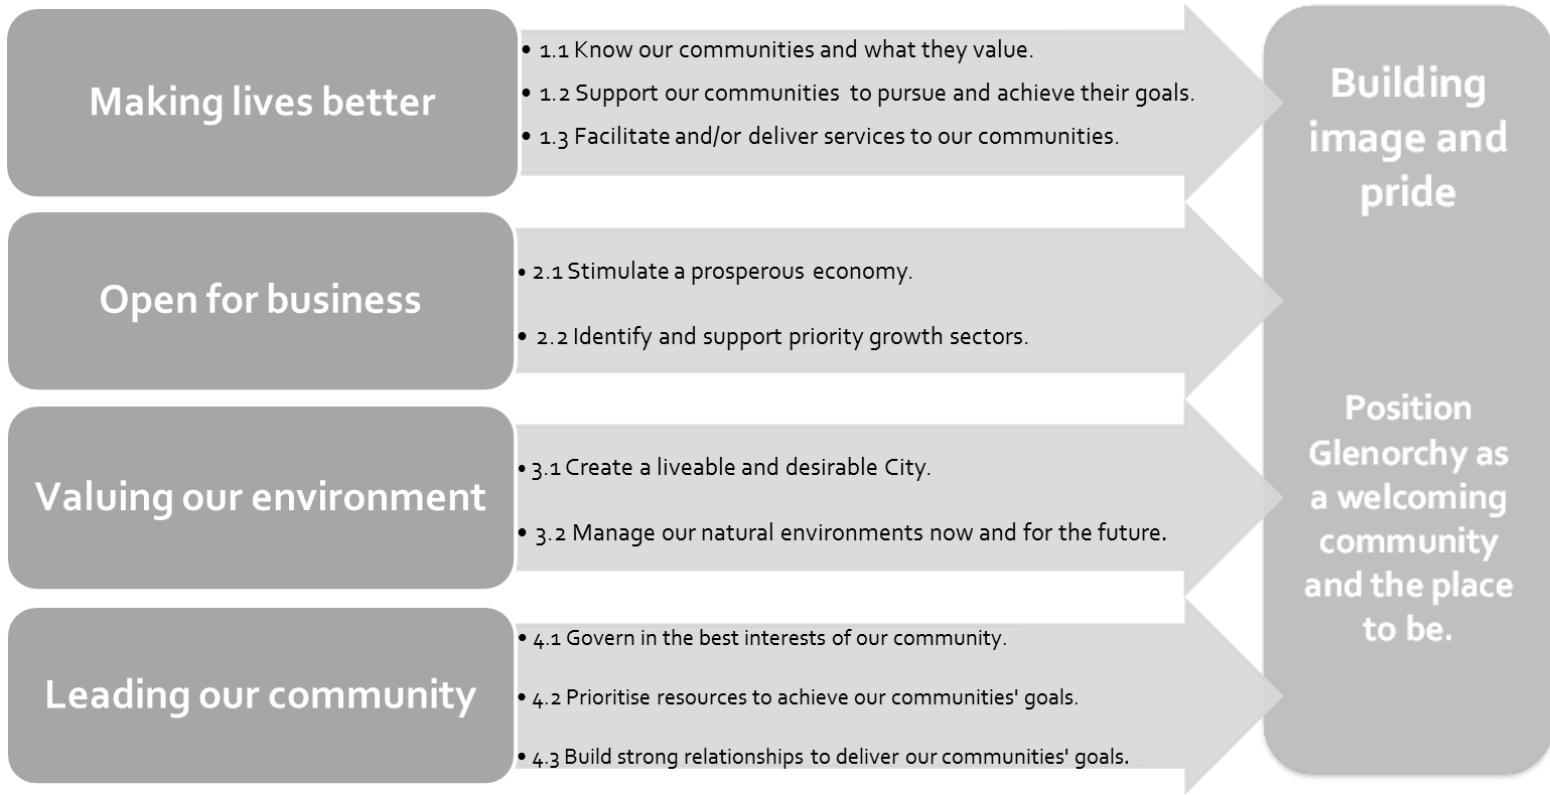 Making lives better
• 1.1 Know our communities and what they value.
• 1.2 Support our communities to pursue and achieve their goals.
• 1.3 Facilitate and/or deliver services to our communities.
Open for business
• 2.1 Stimulate a prosperous economy.
• 2.2 Identify and support priority growth sectors.
Valuing our environment
• 3.1 Create a liveable and desirable City.
• 3.2 Manage our natural environments now and for the future.
Leading our community
• 4.1 Govern in the best interests of our community.
• 4.2 Prioritise resources to achieve our communities' goals.
• 4.3 Build strong relationships to deliver our communities' goals.
Building
image and
pride
Position
Glenorchy as
a welcoming
community
and the place
to be.